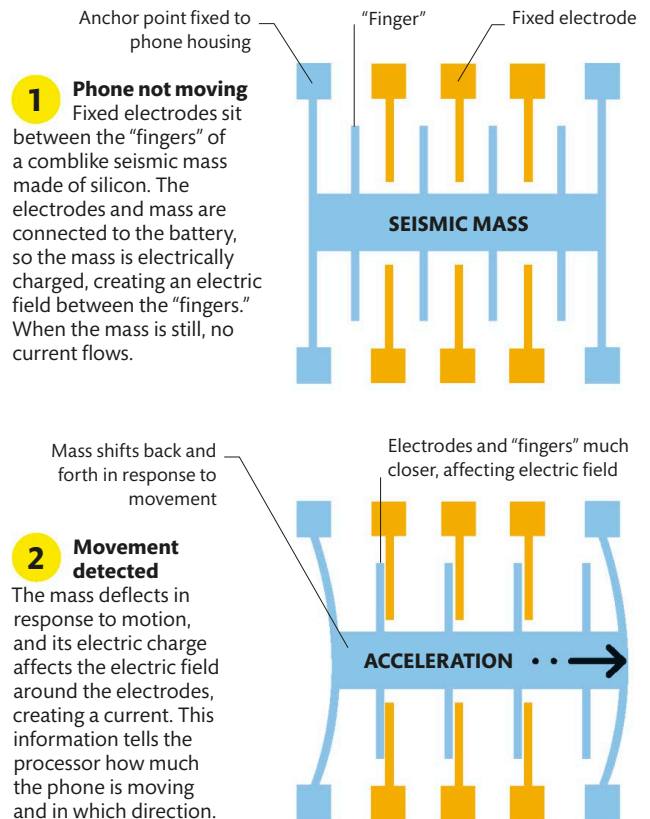 Anchor point fixed to
phone housing
"Finger"
Fixed electrode
1
Phone not moving
Fixed electrodes sit
between the “fingers” of
a comblike seismic mass
made of silicon. The
electrodes and mass are
connected to the battery,
so the mass is electrically
charged, creating an electric
field between the “fingers.”
When the mass is still, no
current flows.
SEISMIC MASS
Mass shifts back and
forth in response to
movement
Electrodes and “fingers” much
closer, affecting electric field
2
Movement
detected
The mass deflects in
response to motion,
and its electric charge
affects the electric field
around the electrodes,
creating a current. This
information tells the
processor how much
the phone is moving
and in which direction.
ACCELERATION